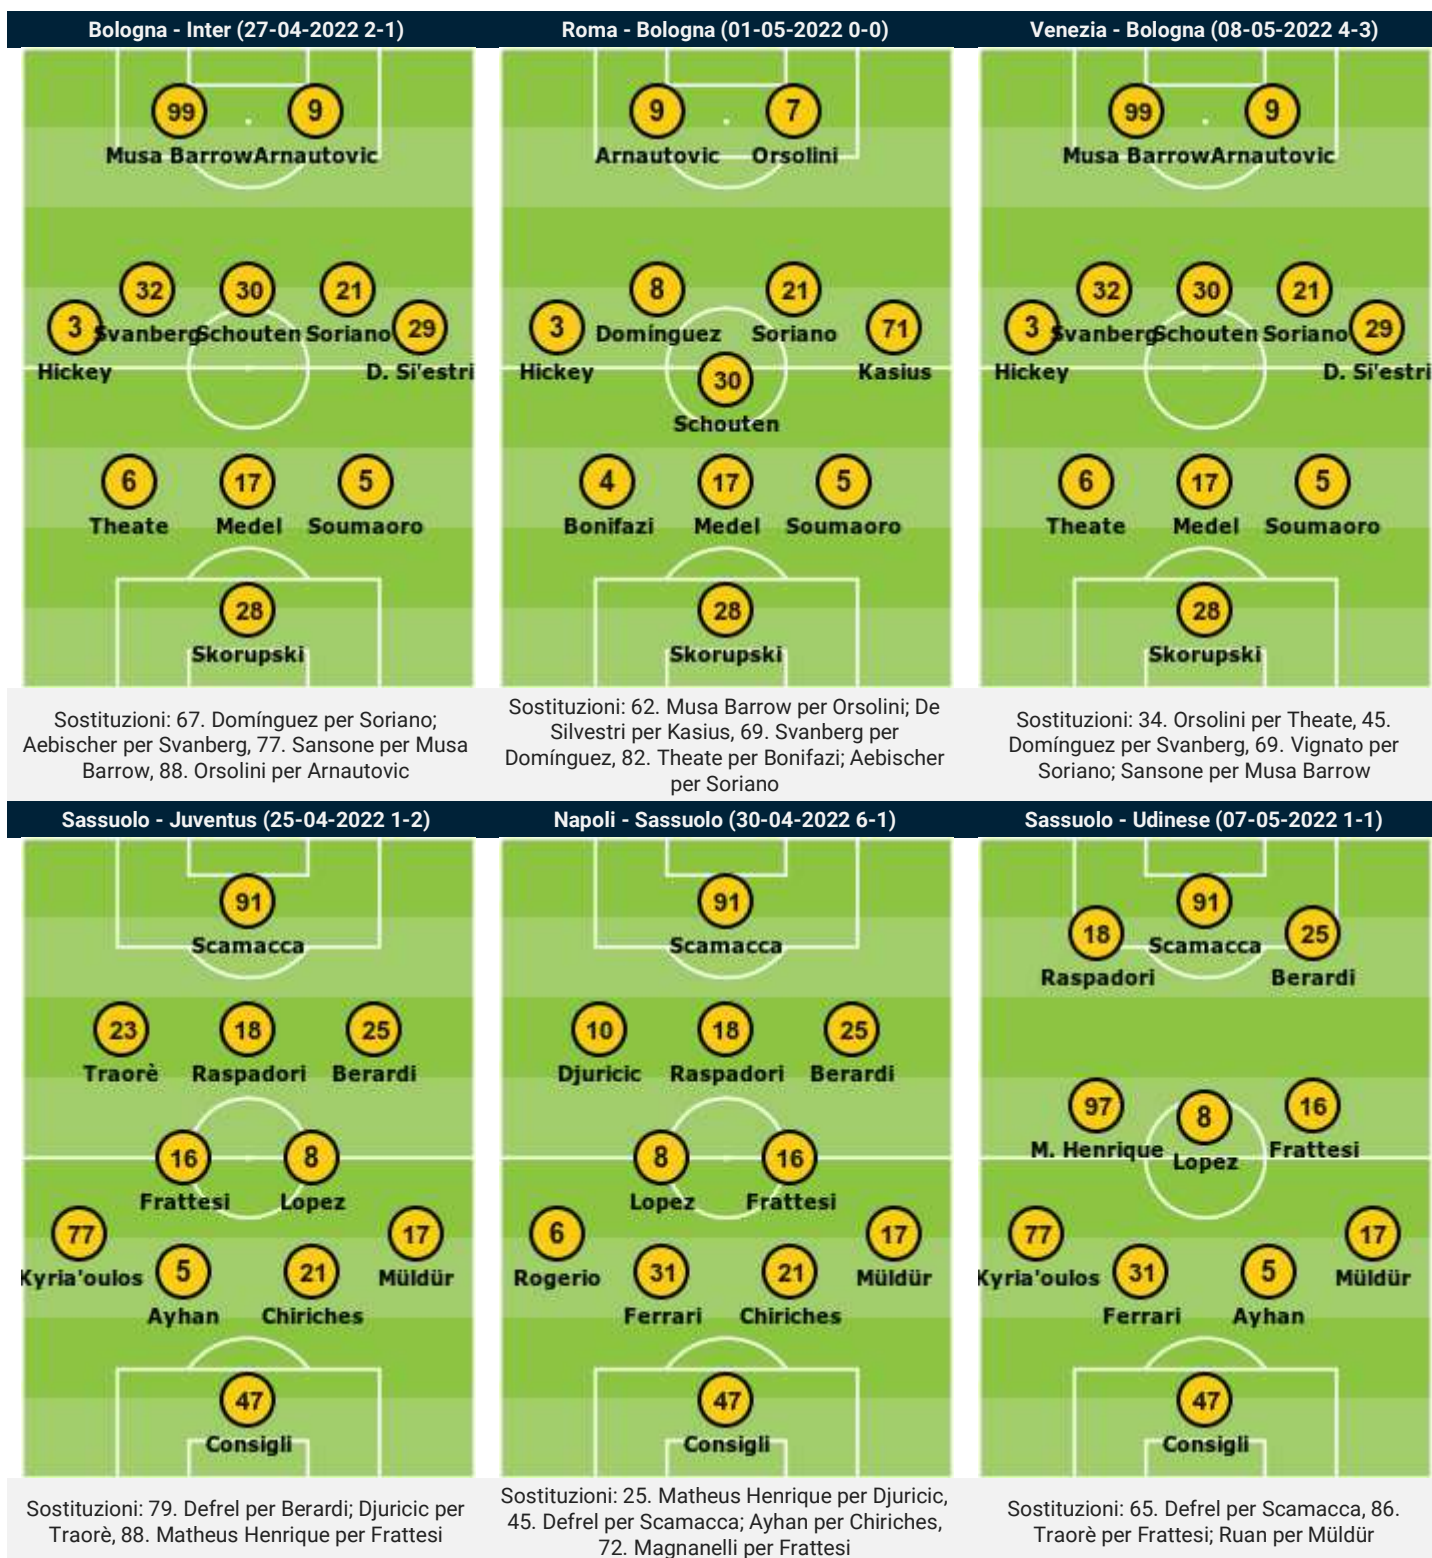 Bologna - Inter (27-04-2022 2-1)
99
9
Musa Barrow
Arnautovic
32
30
21
3
Svanberg
Schouten
Soriano
29
Hickey
D. Si'estri
6
17
5
Theate
Medel
Soumaoro
28
Skorupski
Sostituzioni: 67. Domínguez per Soriano;
Aebischer per Svanberg, 77. Sansone per Musa
Barrow, 88. Orsolini per Arnautovic
Roma - Bologna (01-05-2022 0-0)
9
7
Arnautovic
Orsolini
8
21
3
Domínguez
Soriano
71
Hickey
Kasius
30
Schouten
4
17
5
Bonifazi
Medel
Soumaoro
28
Skorupski
Sostituzioni: 62. Musa Barrow per Orsolini; De
Silvestri per Kasius, 69. Svanberg per
Domínguez, 82. Theate per Bonifazi; Aebischer
per Soriano
Venezia - Bologna (08-05-2022 4-3)
99
9
Musa Barrow
Arnautovic
32
30
21
3
Svanberg
Schouten
Soriano
29
Hickey
D. Si'estri
6
17
5
Theate
Medel
Soumaoro
28
Skorupski
Sostituzioni: 34. Orsolini per Theate, 45.
Domínguez per Svanberg, 69. Vignato per
Soriano; Sansone per Musa Barrow
Sassuolo - Juventus (25-04-2022 1-2)
91
Scamacca
23
18
25
Traorè
Raspadori
Berardi
16
8
Frattesi
Lopez
77
17
Kyria'oulos
5
21
Müldür
Ayhan
Chiriches
47
Consigli
Sostituzioni: 79. Defrel per Berardi; Djuricic per
Traorè, 88. Matheus Henrique per Frattesi
Napoli - Sassuolo (30-04-2022 6-1)
91
Scamacca
10
18
25
Djuricic
Raspadori
Berardi
8
16
Lopez
Frattesi
6
17
Rogerio
31
21
Müldür
Ferrari
Chiriches
47
Consigli
Sostituzioni: 25. Matheus Henrique per Djuricic,
45. Defrel per Scamacca; Ayhan per Chiriches,
72. Magnanelli per Frattesi
Sassuolo - Udinese (07-05-2022 1-1)
91
18
Scamacca
25
Raspadori
Berardi
97
8
16
M. Henrique
Lopez
Frattesi
77
17
Kyria'oulos
31
5
Müldür
Ferrari
Ayhan
47
Consigli
Sostituzioni: 65. Defrel per Scamacca, 86.
Traorè per Frattesi; Ruan per Müldür